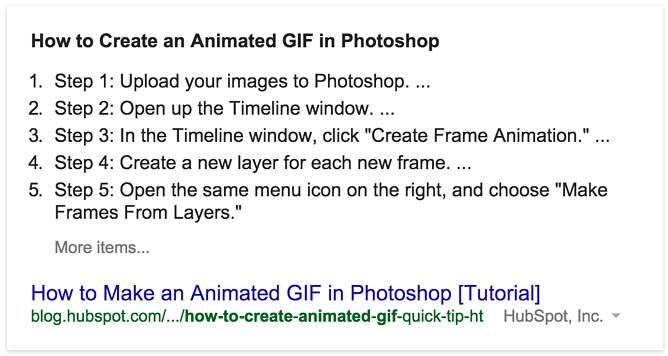 How to Create an Animated GIF in Photoshop
1. Step 1: Upload your images to Photoshop. ...
2. Step 2: Open up the Timeline window. ...
3. Step 3: In the Timeline window, click "Create Frame Animation." ...
4. Step 4: Create a new layer for each new frame. ...
5. Step 5: Open the same menu icon on the right, and choose "Make
Frames From Layers."
More items...
How to Make an Animated GIF in Photoshop [Tutorial]
blog.hubspot.com/.../how-to-create-animated-gif-quick-tip-ht HubSpot, Inc.